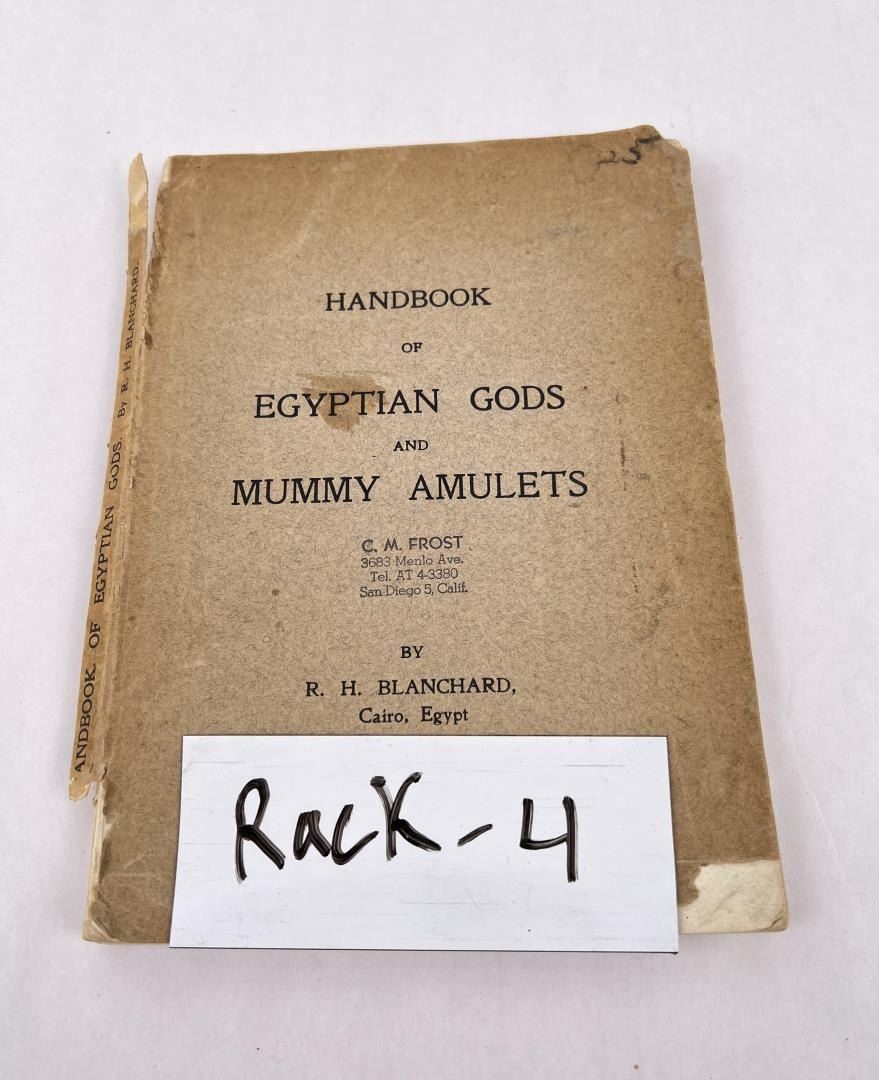 25
HANDBOOK
OF
EGYPTIAN GODS
AND
MUMMY AMULETS
C. M. FROST
3683 Menlo Ave.
Tel. AT 4-3380
San Diego 5, Calif.
BY
R. H. BLANCHARD,
Cairo, Egypt
ANDBOOK OF EGYPTIAN GODS. By R. H. BLANCHARD.
Rack-4